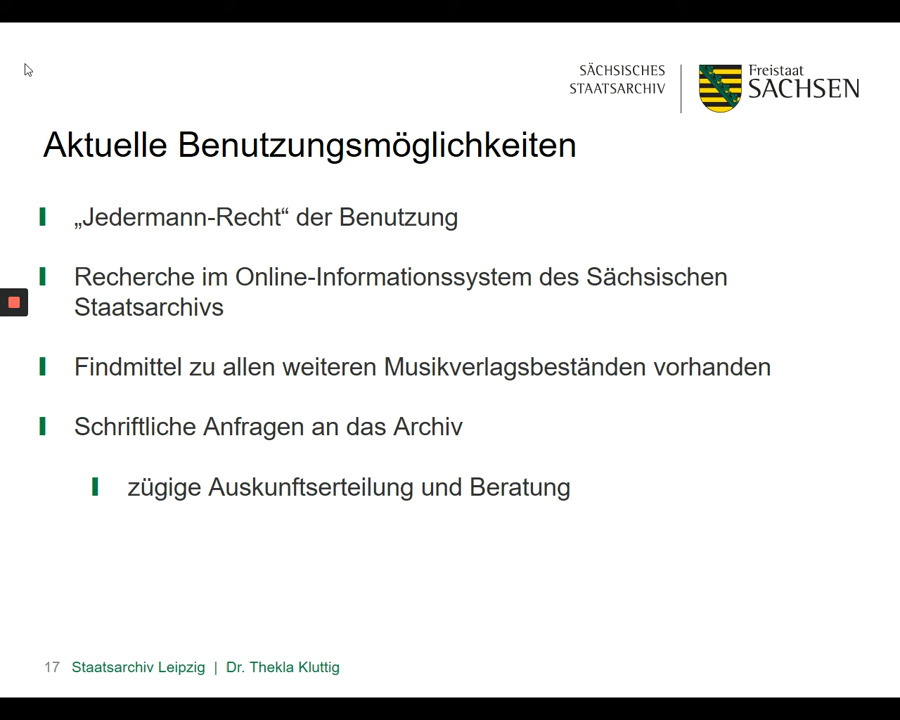 SÄCHSISCHES
STAATSARCHIV
Freistaat
SACHSEN
Aktuelle Benutzungsmöglichkeiten
„Jedermann-Recht“ der Benutzung
Recherche im Online-Informationssystem des Sächsischen
Staatsarchivs
Findmittel zu allen weiteren Musikverlagsbeständen vorhanden
Schriftliche Anfragen an das Archiv
zügige Auskunftserteilung und Beratung
17 Staatsarchiv Leipzig | Dr. Thekla Kluttig